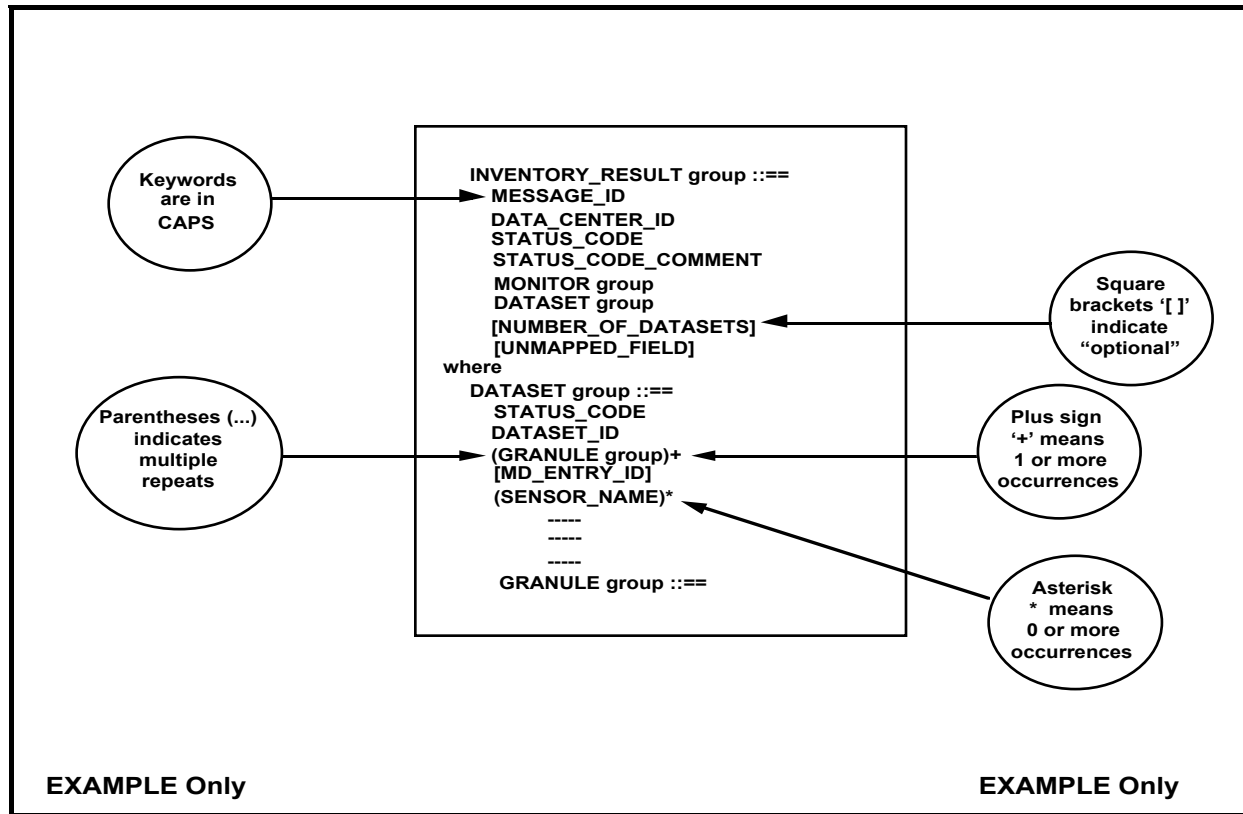 Keywords
are in
CAPS
Parentheses (...)
indicates
multiple
repeats
INVENTORY_RESULT group ::==
MESSAGE_ID
DATA_CENTER_ID
STATUS_CODE
STATUS_CODE_COMMENT
MONITOR group
DATASET group
[NUMBER_OF_DATASETS]
[UNMAPPED_FIELD]
where
DATASET group ::==
STATUS_CODE
DATASET_ID
(GRANULE group)+
[MD_ENTRY_ID]
(SENSOR_NAME)*
-----
-----
-----
GRANULE group ::==
Square
brackets ‘[ ]’
indicate
“optional”
Plus sign
‘+’ means
1 or more
occurrences
Asterisk
* means
0 or more
occurrences
EXAMPLE Only
EXAMPLE Only